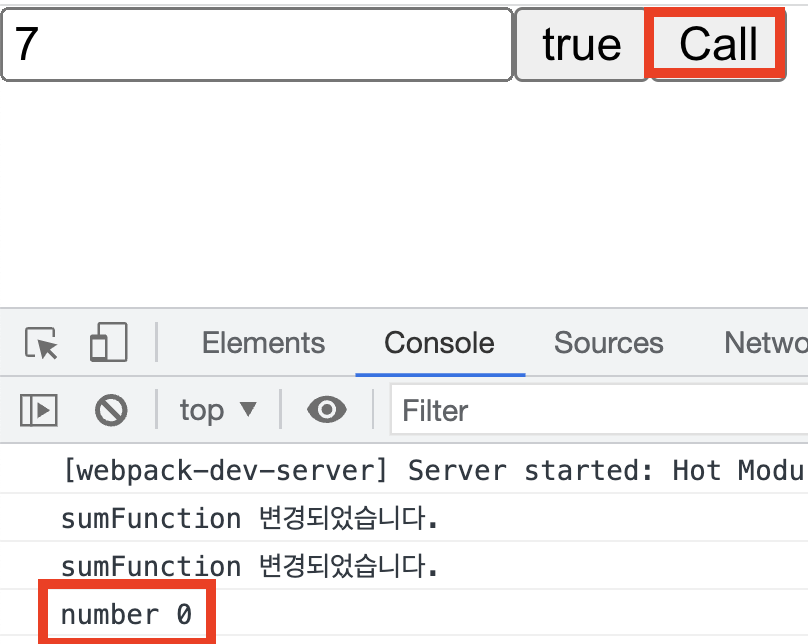 7 true Call
Elements Console Sources Netwo
top ▼ Filter
[webpack-dev-server] Server started: Hot Modu
sumFunction 변경되었습니다.
sumFunction 변경되었습니다.
number 0